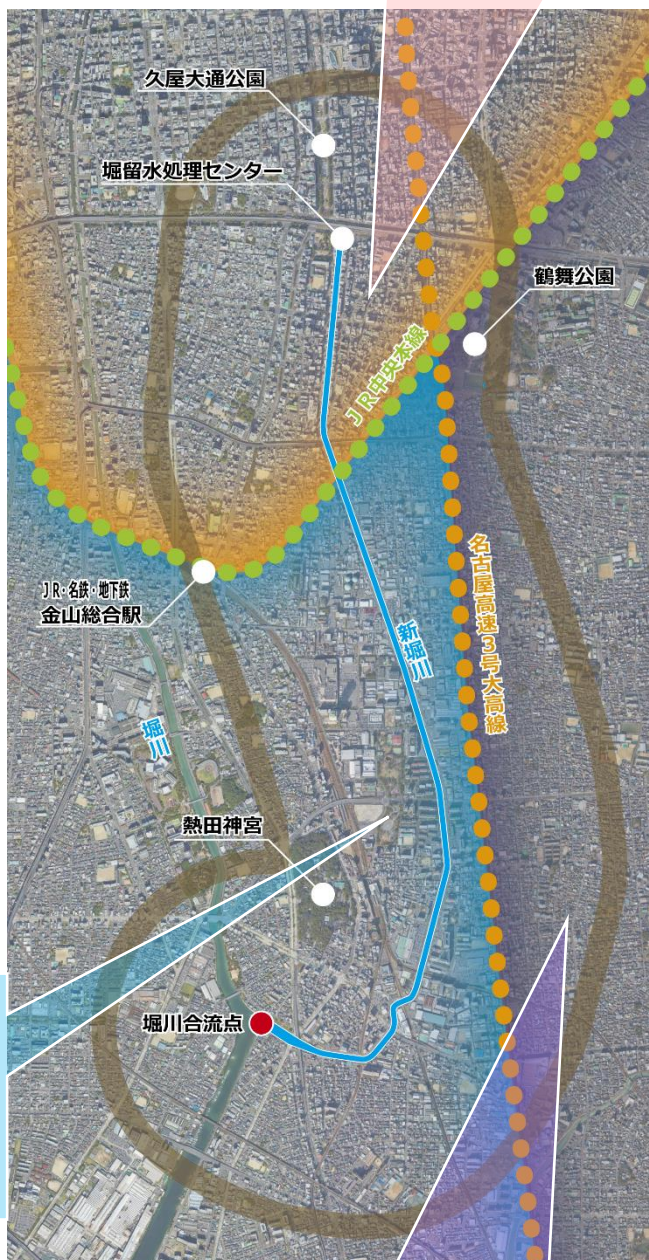 久屋大通公園
堀留水処理センター
鶴舞公園
JR中央本線
JR・名鉄・地下鉄
金山総合駅
名古屋高速3号大高線
新堀川
堀川
熱田神宮
堀川合流点